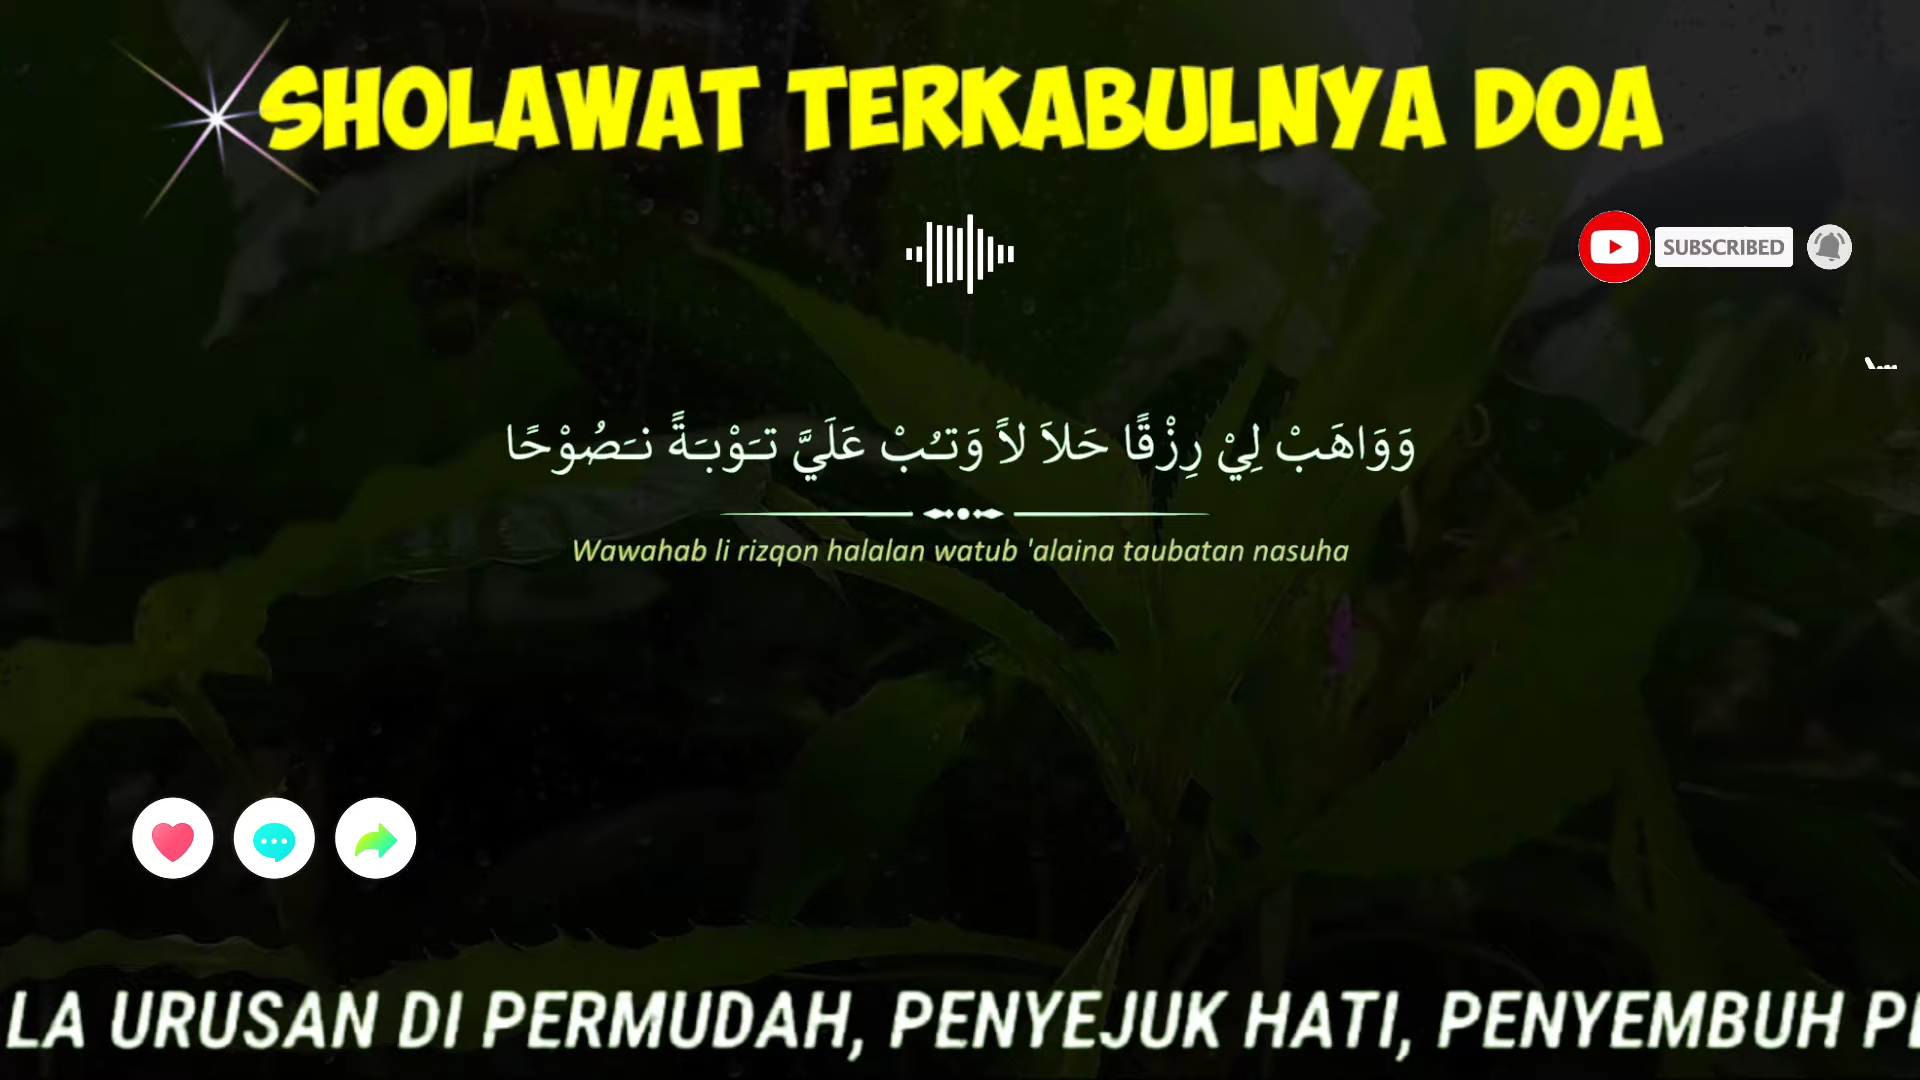 SHOLAWAT TERKABULNYA DOA
SUBSCRIBED
وَوَاهَبْ لِيْ رِزْقًا حَلاَ لاً وَتُبْ عَلَيَّ تَوْبَةً نَصُوْحًا
Wawahab li rizqon halalan watub 'alaina taubatan nasuha
LA URUSAN DI PERMUDAH, PENYEJUK HATI, PENYEMBUH